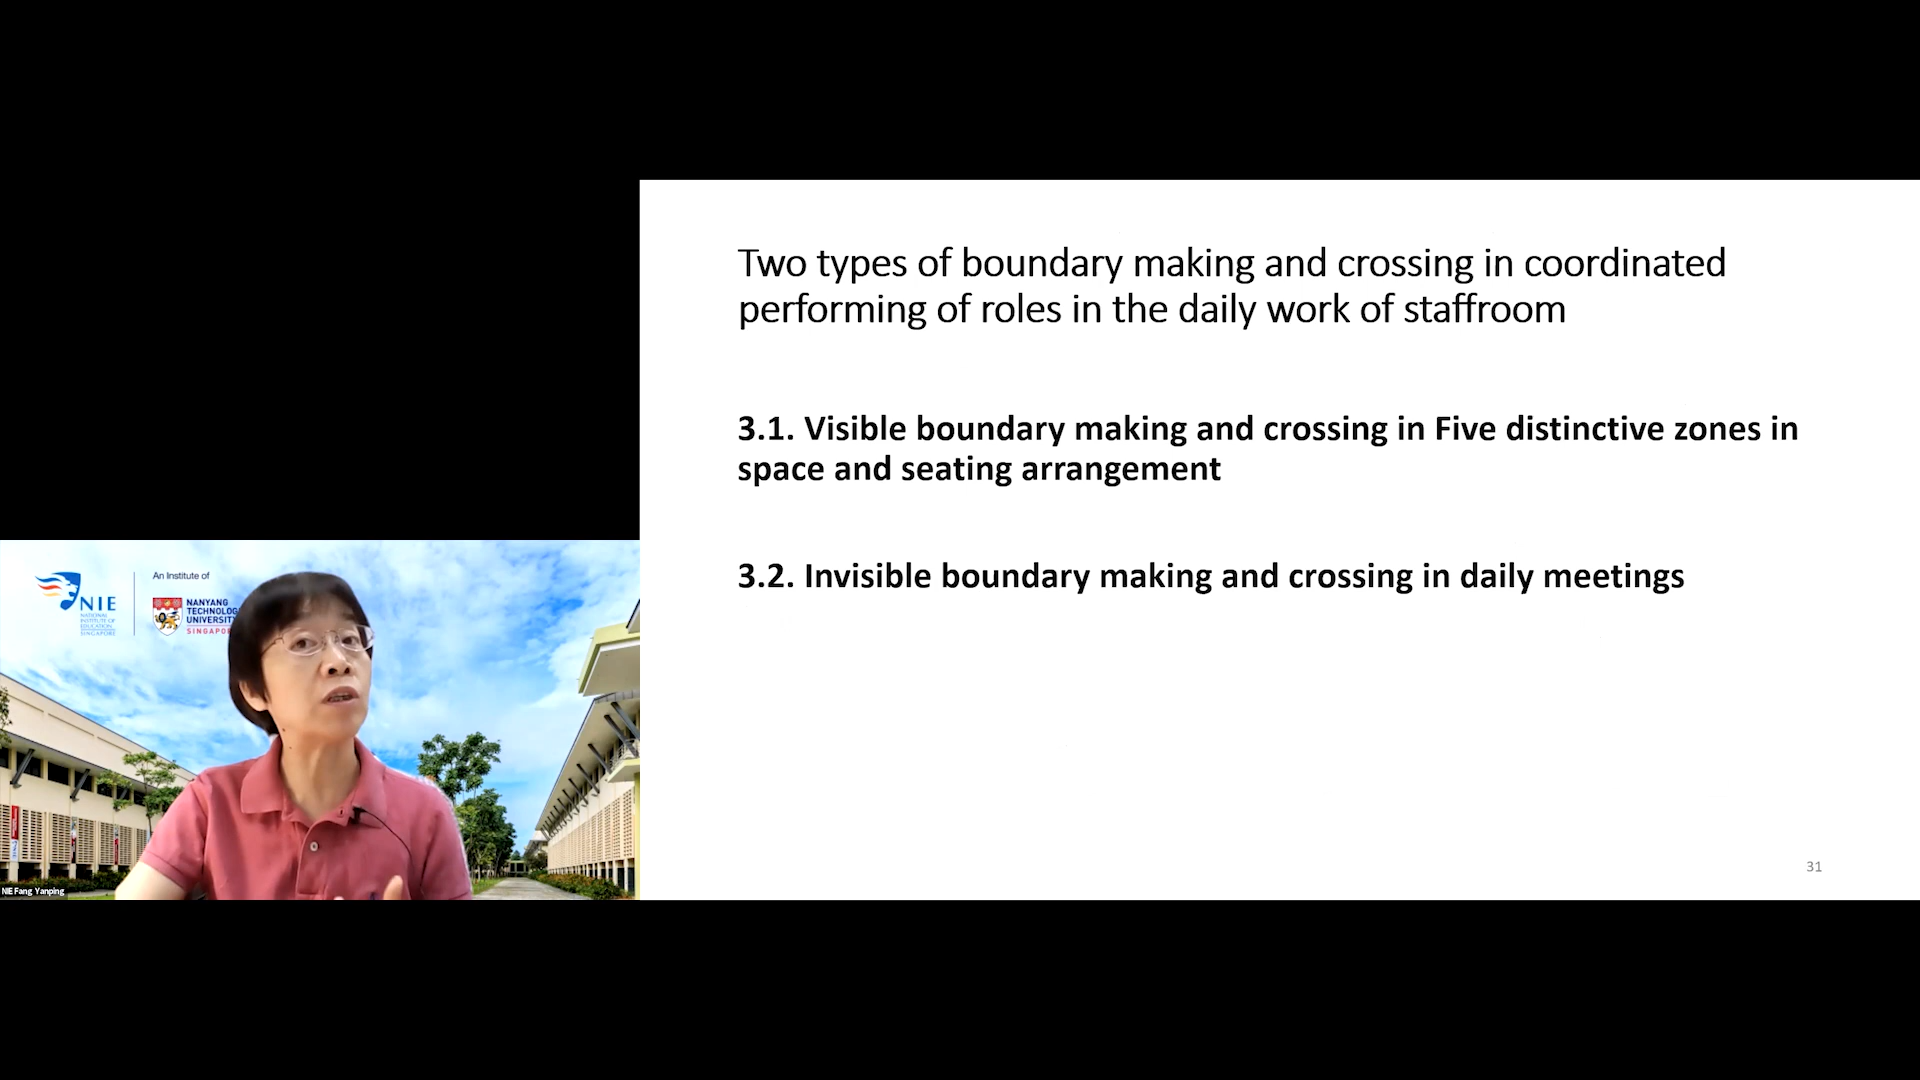 Two types of boundary making and crossing in coordinated
performing of roles in the daily work of staffroom
3.1. Visible boundary making and crossing in Five distinctive zones in
space and seating arrangement
3.2. Invisible boundary making and crossing in daily meetings
31
An Institute of
NIE
NATIONAL
INSTITUTE OF
EDUCATION
SINGAPORE
NANYANG
UNIVERSITY
NIE Fang Yanping